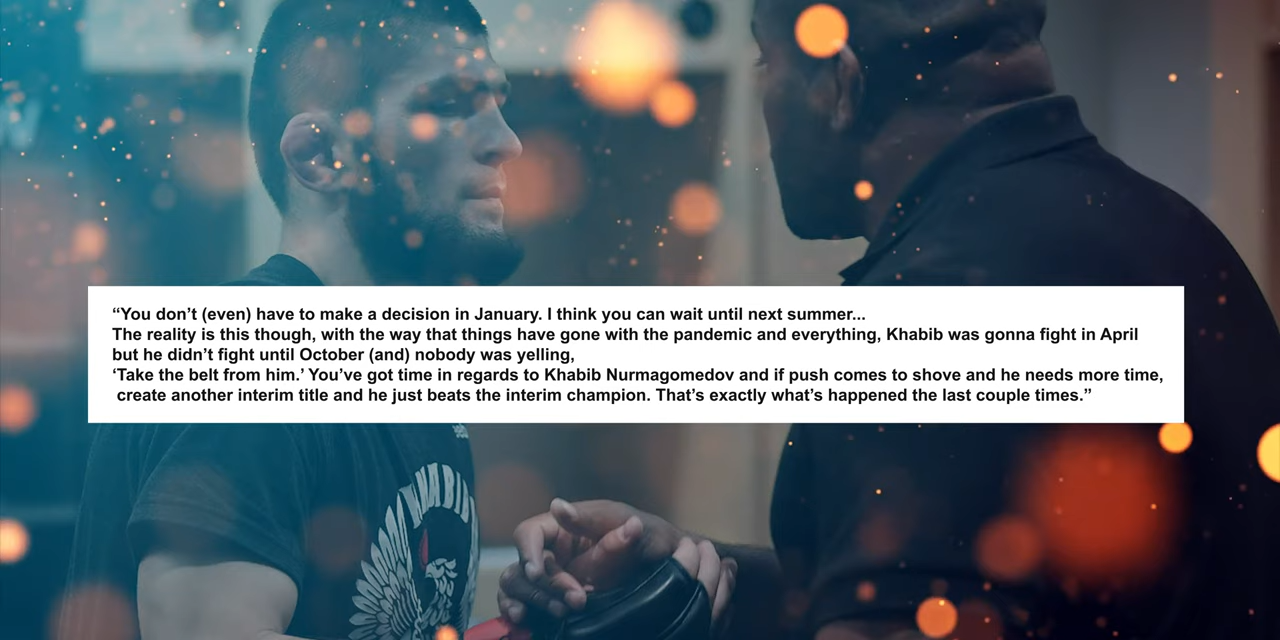 “You don’t (even) have to make a decision in January. I think you can wait until next summer...
The reality is this though, with the way that things have gone with the pandemic and everything, Khabib was gonna fight in April
but he didn’t fight until October (and) nobody was yelling,
‘Take the belt from him.’ You’ve got time in regards to Khabib Nurmagomedov and if push comes to shove and he needs more time,
create another interim title and he just beats the interim champion. That’s exactly what’s happened the last couple times.”